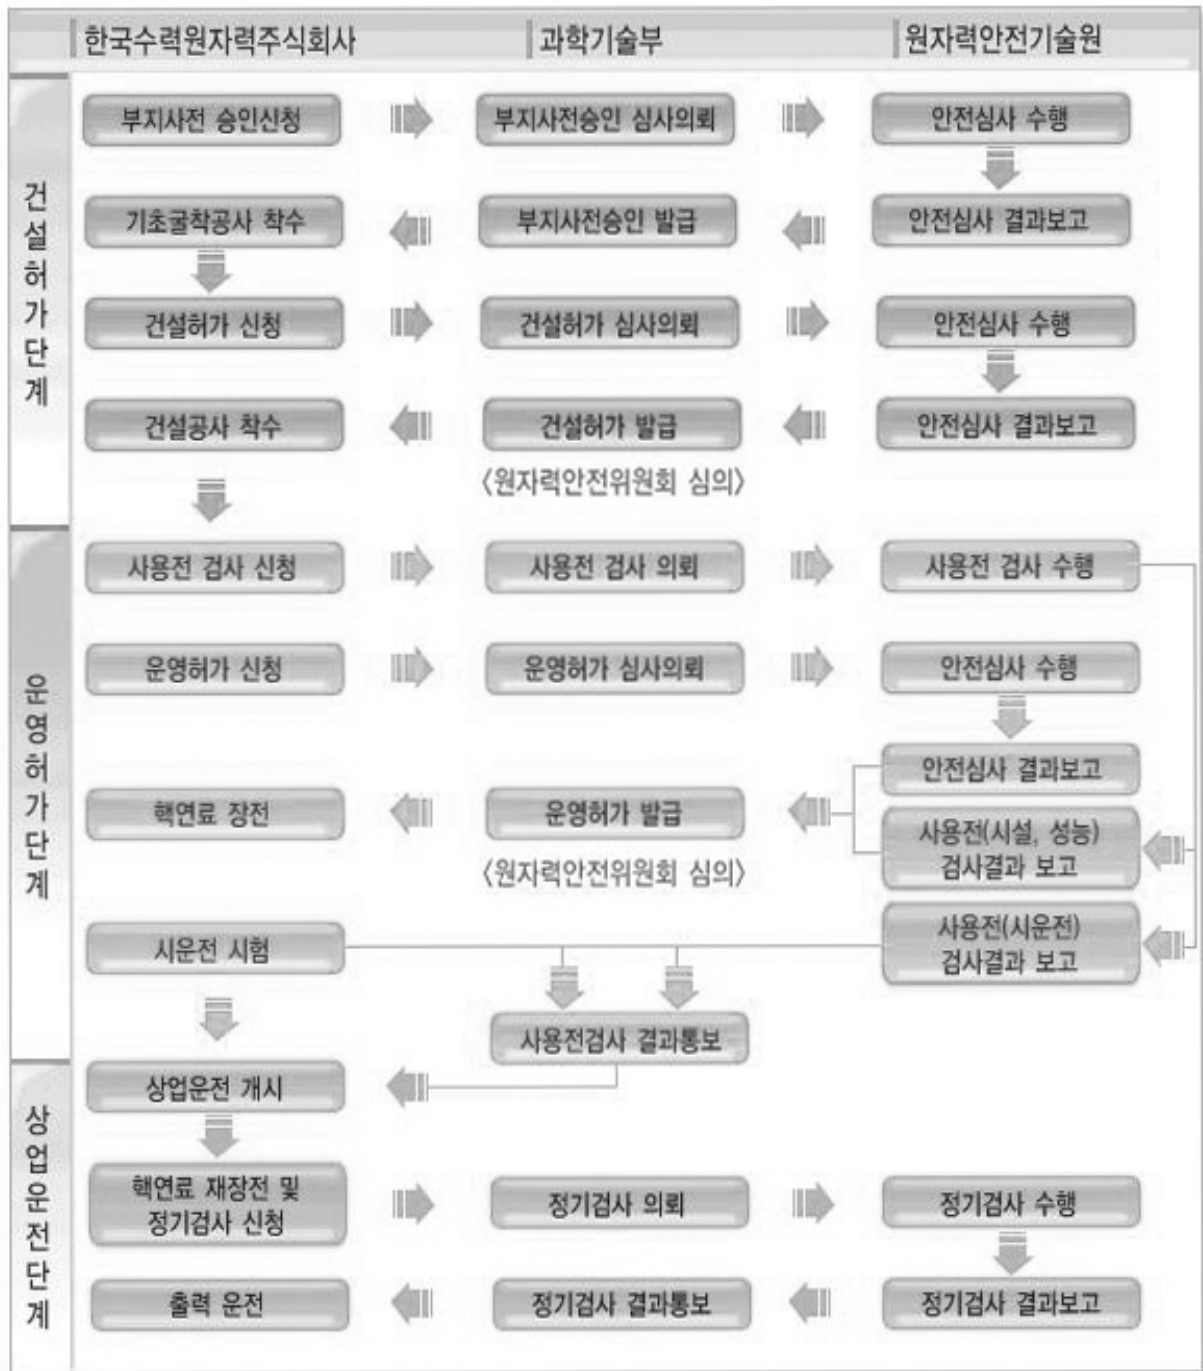 한국수력원자력주식회사
과학기술부
원자력안전기술원
건설허가단계
부지사전 승인신청
부지사전승인 심사의뢰
안전심사 수행
기초굴착공사 착수
부지사전승인 발급
안전심사 결과보고
건설허가 신청
건설허가 심사의뢰
안전심사 수행
건설공사 착수
건설허가 발급
안전심사 결과보고
〈원자력안전위원회 심의〉
운영허가단계
사용전 검사 신청
사용전 검사 의뢰
사용전 검사 수행
운영허가 신청
운영허가 심사의뢰
안전심사 수행
안전심사 결과보고
핵연료 장전
운영허가 발급
사용전(시설, 성능)
검사결과 보고
〈원자력안전위원회 심의〉
시운전 시험
사용전(시운전)
검사결과 보고
사용전검사 결과통보
상업운전단계
상업운전 개시
핵연료 재장전 및
정기검사 신청
정기검사 의뢰
정기검사 수행
출력 운전
정기검사 결과통보
정기검사 결과보고